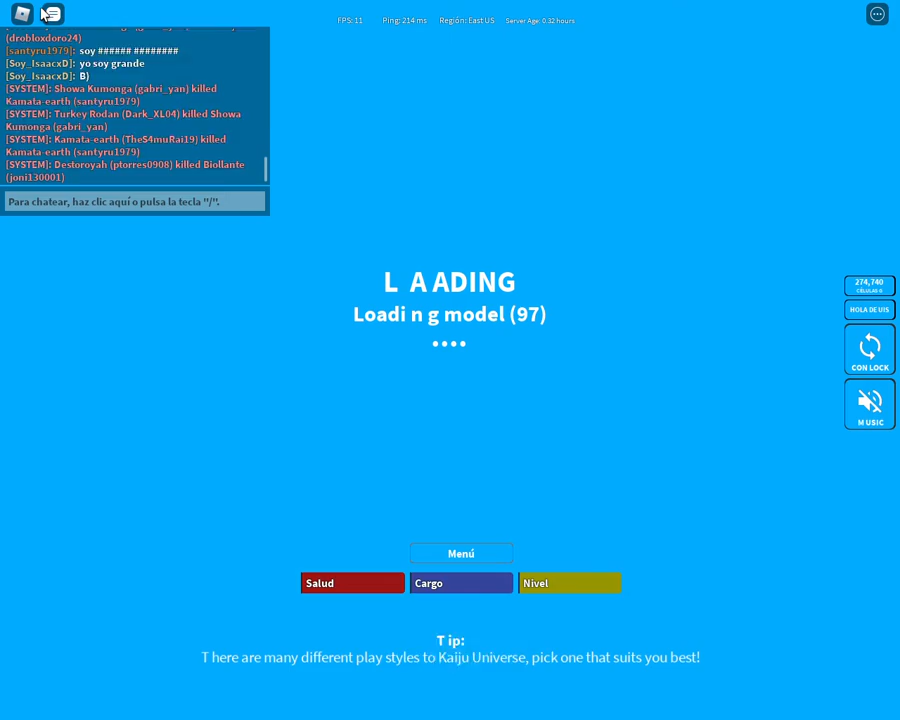 FPS: 11 Ping: 214 ms Región: East US Server Age: 0.32 hours
(drobloxdoro24)
[santyru1979]: soy ###### ########
[Soy_IsaacxD]: yo soy grande
[Soy_IsaacxD]: B)
[SYSTEM]: Showa Kumonga (gabri_yan) killed
Kamata-earth (santyru1979)
[SYSTEM]: Turkey Rodan (Dark_XL04) killed Showa
Kumonga (gabri_yan)
[SYSTEM]: Kamata-earth (TheS4muRai19) killed
Kamata-earth (santyru1979)
[SYSTEM]: Destoroyah (ptorres0908) killed Biollante
(joni130001)
Para chatear, haz clic aquí o pulsa la tecla "/".
L A ADING
Loadi n g model (97)
274,740
CÉLULAS G
HOLA DE UIS
CON LOCK
M USIC
Menú
Salud
Cargo
Nivel
T ip:
T here are many different play styles to Kaiju Universe, pick one that suits you best!